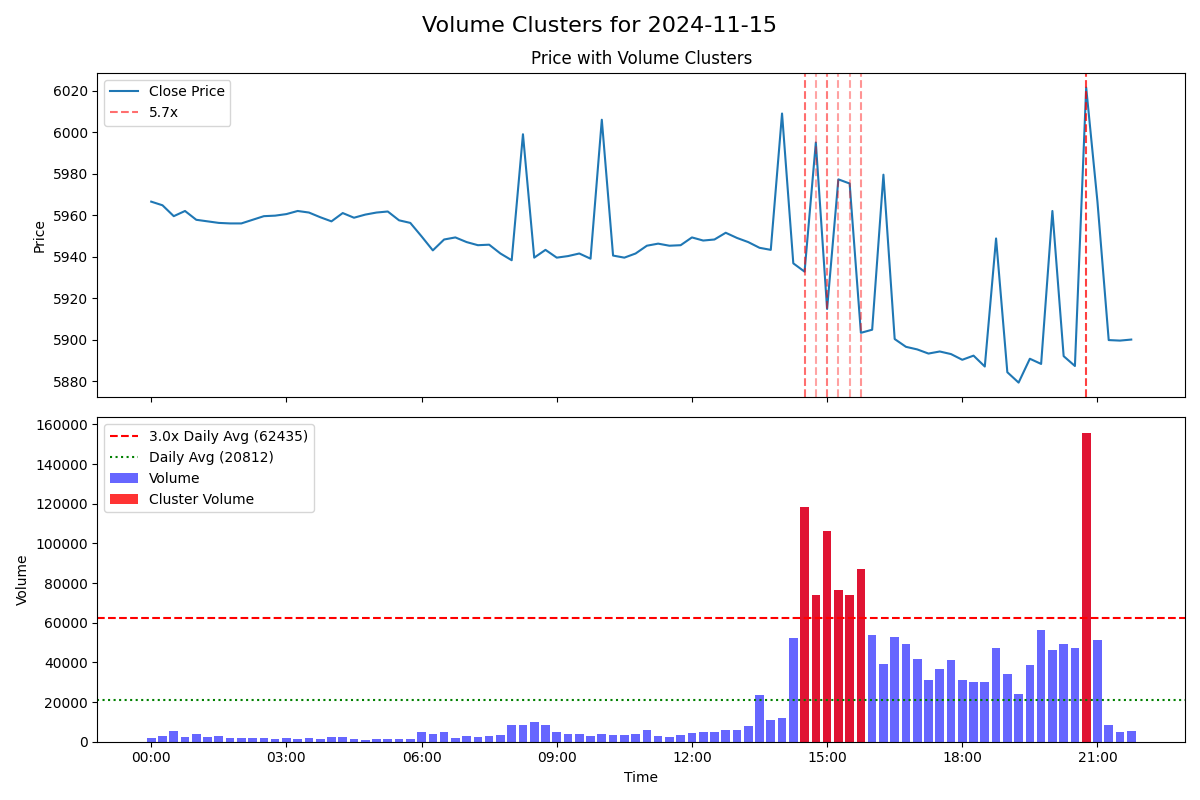 Volume Clusters for 2024-11-15
Price with Volume Clusters
Close Price
5.7x
6020
6000
5980
5960
5940
5920
5900
5880
Price
3.0x Daily Avg (62435)
Daily Avg (20812)
Volume
Cluster Volume
160000
140000
120000
100000
80000
60000
40000
20000
0
Volume
00:00 03:00 06:00 09:00 12:00 15:00 18:00 21:00
Time